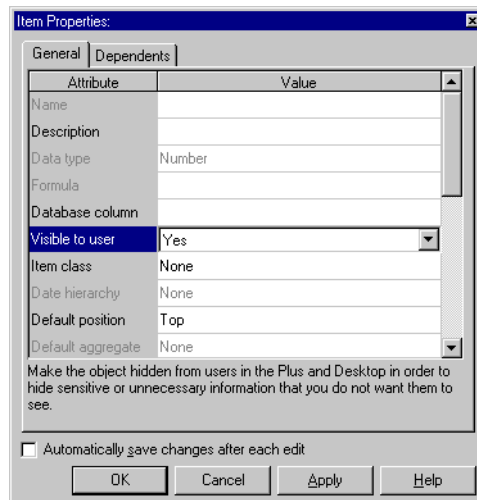 Item Properties:
General Dependents
Attribute Value
Name
Description
Data type Number
Formula
Database column
Visible to user Yes
Item class None
Date hierarchy None
Default position Top
Default aggregate None
Make the object hidden from users in the Plus and Desktop in order to
hide sensitive or unnecessary information that you do not want them to
see.
Automatically save changes after each edit
OK Cancel Apply Help